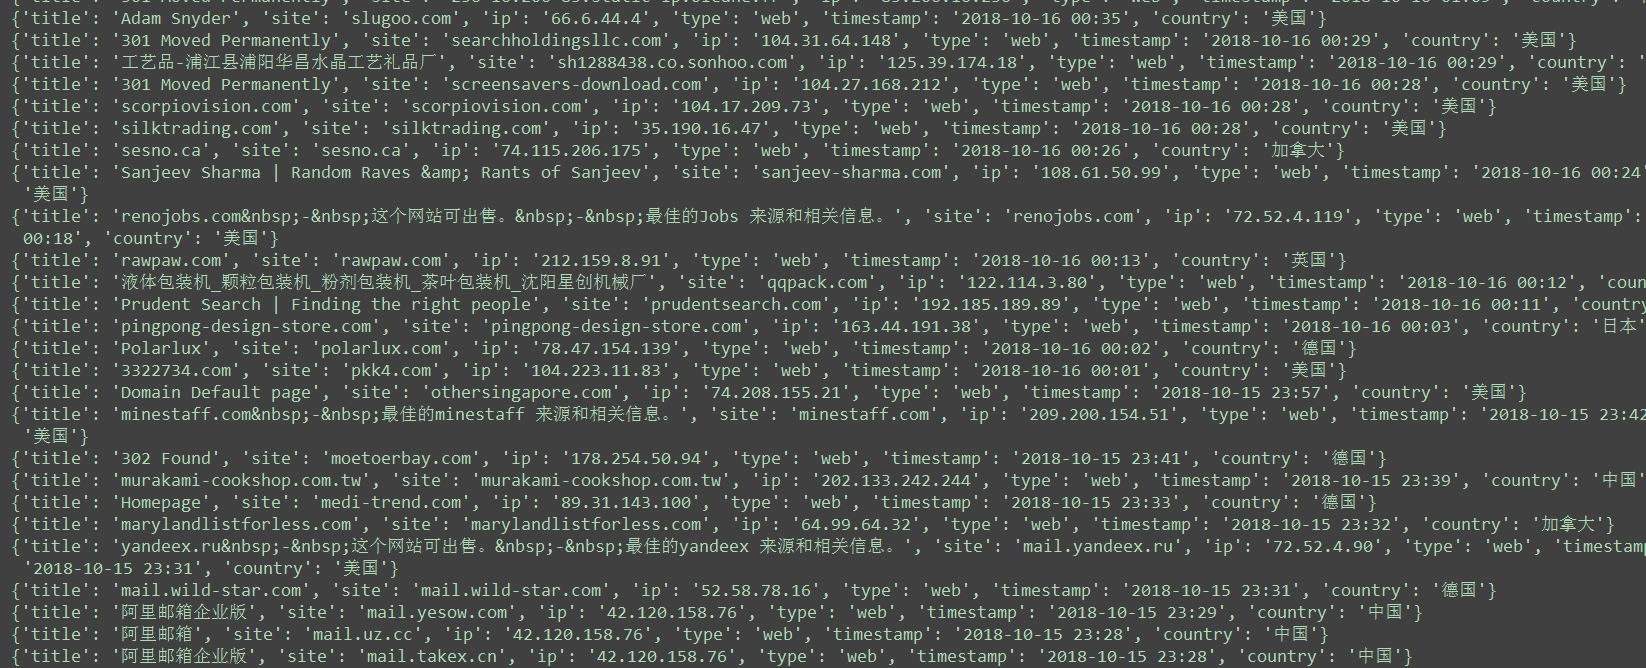 {'title': 'Adam Snyder', 'site': 'slugoo.com', 'ip': '66.6.44.4', 'type': 'web', 'timestamp': '2018-10-16 00:35', 'country': '美国'}
{'title': '301 Moved Permanently', 'site': 'searchholdingsllc.com', 'ip': '104.31.64.148', 'type': 'web', 'timestamp': '2018-10-16 00:29', 'country': '美国'}
{'title': '工艺品-浦江县浦阳华昌水晶工艺礼品厂', 'site': 'sh1288438.co.sonhoo.com', 'ip': '125.39.174.18', 'type': 'web', 'timestamp': '2018-10-16 00:29', 'country': '
{'title': '301 Moved Permanently', 'site': 'screensavers-download.com', 'ip': '104.27.168.212', 'type': 'web', 'timestamp': '2018-10-16 00:28', 'country': '美国'}
{'title': 'scorpiovision.com', 'site': 'scorpiovision.com', 'ip': '104.17.209.73', 'type': 'web', 'timestamp': '2018-10-16 00:28', 'country': '美国'}
{'title': 'silktrading.com', 'site': 'silktrading.com', 'ip': '35.190.16.47', 'type': 'web', 'timestamp': '2018-10-16 00:28', 'country': '美国'}
{'title': 'sesno.ca', 'site': 'sesno.ca', 'ip': '74.115.206.175', 'type': 'web', 'timestamp': '2018-10-16 00:26', 'country': '加拿大'}
{'title': 'Sanjeev Sharma | Random Raves &amp; Rants of Sanjeev', 'site': 'sanjeev-sharma.com', 'ip': '108.61.50.99', 'type': 'web', 'timestamp': '2018-10-16 00:24'
'美国'}
{'title': 'renojobs.com&nbsp;-&nbsp;这个网站可出售。&nbsp;-&nbsp;最佳的Jobs 来源和相关信息。', 'site': 'renojobs.com', 'ip': '72.52.4.119', 'type': 'web', 'timestamp':
00:18', 'country': '美国'}
{'title': 'rawpaw.com', 'site': 'rawpaw.com', 'ip': '212.159.8.91', 'type': 'web', 'timestamp': '2018-10-16 00:13', 'country': '英国'}
{'title': '液体包装机_颗粒包装机_粉剂包装机_茶叶包装机_沈阳星创机械厂', 'site': 'qqpack.com', 'ip': '122.114.3.80', 'type': 'web', 'timestamp': '2018-10-16 00:12', 'cou
{'title': 'Prudent Search | Finding the right people', 'site': 'prudentsearch.com', 'ip': '192.185.189.89', 'type': 'web', 'timestamp': '2018-10-16 00:11', 'country
{'title': 'pingpong-design-store.com', 'site': 'pingpong-design-store.com', 'ip': '163.44.191.38', 'type': 'web', 'timestamp': '2018-10-16 00:03', 'country': '日本'
{'title': 'Polarlux', 'site': 'polarlux.com', 'ip': '78.47.154.139', 'type': 'web', 'timestamp': '2018-10-16 00:02', 'country': '德国'}
{'title': '3322734.com', 'site': 'pkk4.com', 'ip': '104.223.11.83', 'type': 'web', 'timestamp': '2018-10-16 00:01', 'country': '美国'}
{'title': 'Domain Default page', 'site': 'othersingapore.com', 'ip': '74.208.155.21', 'type': 'web', 'timestamp': '2018-10-15 23:57', 'country': '美国'}
{'title': 'minestaff.com&nbsp;-&nbsp;最佳的minestaff 来源和相关信息。', 'site': 'minestaff.com', 'ip': '209.200.154.51', 'type': 'web', 'timestamp': '2018-10-15 23:42
'美国'}
{'title': '302 Found', 'site': 'moetoerbay.com', 'ip': '178.254.50.94', 'type': 'web', 'timestamp': '2018-10-15 23:41', 'country': '德国'}
{'title': 'murakami-cookshop.com.tw', 'site': 'murakami-cookshop.com.tw', 'ip': '202.133.242.244', 'type': 'web', 'timestamp': '2018-10-15 23:39', 'country': '中国'
{'title': 'Homepage', 'site': 'medi-trend.com', 'ip': '89.31.143.100', 'type': 'web', 'timestamp': '2018-10-15 23:33', 'country': '德国'}
{'title': 'marylandlistforless.com', 'site': 'marylandlistforless.com', 'ip': '64.99.64.32', 'type': 'web', 'timestamp': '2018-10-15 23:32', 'country': '加拿大'}
{'title': 'yandeex.ru&nbsp;-&nbsp;这个网站可出售。&nbsp;-&nbsp;最佳的yandeex 来源和相关信息。', 'site': 'mail.yandeex.ru', 'ip': '72.52.4.90', 'type': 'web', 'timestamp
'2018-10-15 23:31', 'country': '美国'}
{'title': 'mail.wild-star.com', 'site': 'mail.wild-star.com', 'ip': '52.58.78.16', 'type': 'web', 'timestamp': '2018-10-15 23:31', 'country': '德国'}
{'title': '阿里邮箱企业版', 'site': 'mail.yesow.com', 'ip': '42.120.158.76', 'type': 'web', 'timestamp': '2018-10-15 23:29', 'country': '中国'}
{'title': '阿里邮箱', 'site': 'mail.uz.cc', 'ip': '42.120.158.76', 'type': 'web', 'timestamp': '2018-10-15 23:28', 'country': '中国'}
{'title': '阿里邮箱企业版', 'site': 'mail.takex.cn', 'ip': '42.120.158.76', 'type': 'web', 'timestamp': '2018-10-15 23:28', 'country': '中国'}